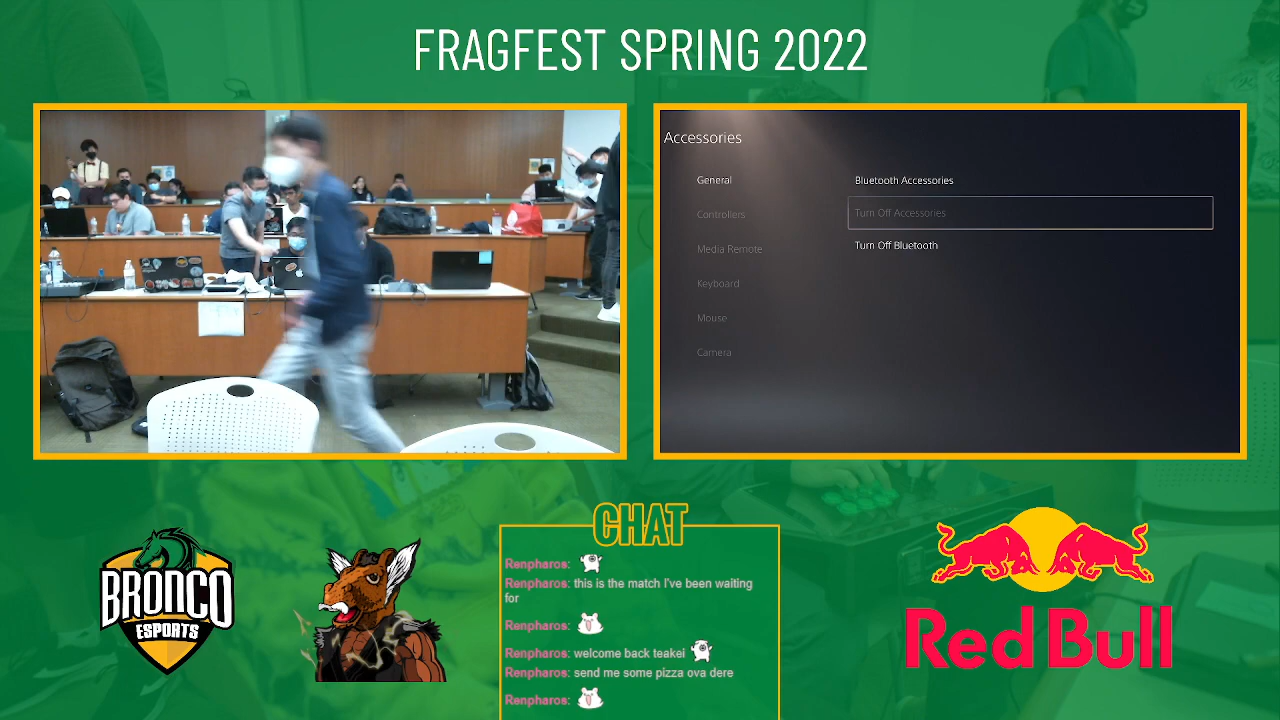 FRAGFEST SPRING 2022
Accessories
General
Controllers
Media Remote
Keyboard
Mouse
Camera
Bluetooth Accessories
Turn Off Accessories
Turn Off Bluetooth
BRONCO
ESPORTS
CHAT
Renpharos:
Renpharos: this is the match I've been waiting
for
Renpharos:
Renpharos: welcome back teakei
Renpharos: send me some pizza ova dere
Renpharos:
Red Bull